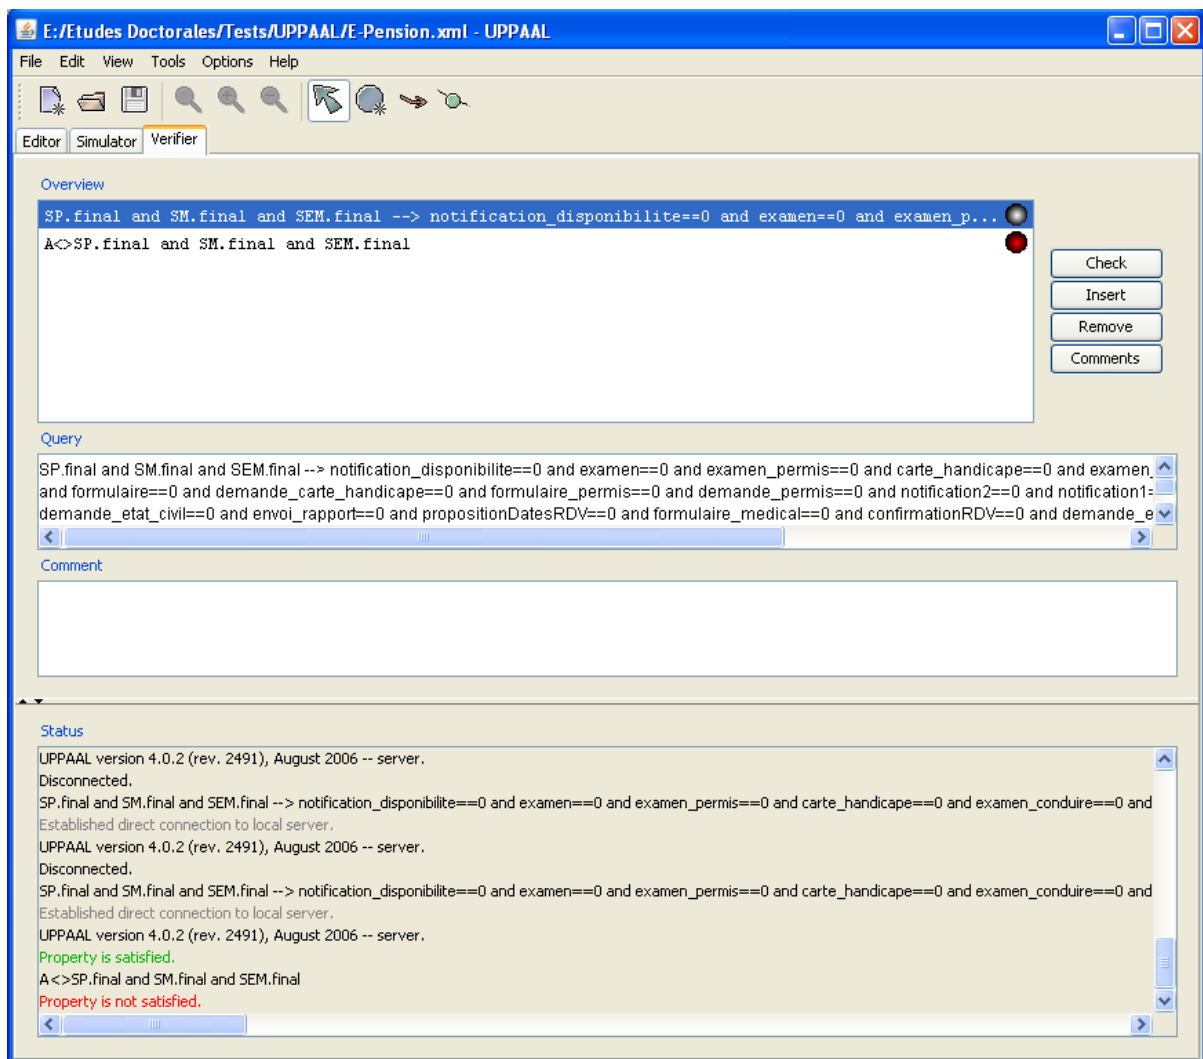 E:/Etudes Doctorales/Tests/UPPAAL/E-Pension.xml - UPPAAL
File Edit View Tools Options Help
Editor Simulator Verifier
Overview
SP.final and SM.final and SEM.final --> notification_disponibilite==0 and examen==0 and examen_p...
A<>SP.final and SM.final and SEM.final
Check
Insert
Remove
Comments
Query
SP.final and SM.final and SEM.final --> notification_disponibilite==0 and examen==0 and examen_permis==0 and carte_handicape==0 and examen_
and formulaire==0 and demande_carte_handicape==0 and formulaire_permis==0 and demande_permis==0 and notification2==0 and notification1=
demande_etat_civil==0 and envoi_rapport==0 and propositionDatesRDV==0 and formulaire_medical==0 and confirmationRDV==0 and demande_e
Comment
Status
UPPAAL version 4.0.2 (rev. 2491), August 2006 -- server.
Disconnected.
SP.final and SM.final and SEM.final --> notification_disponibilite==0 and examen==0 and examen_permis==0 and carte_handicape==0 and examen_conduire==0 and
Established direct connection to local server.
UPPAAL version 4.0.2 (rev. 2491), August 2006 -- server.
Disconnected.
SP.final and SM.final and SEM.final --> notification_disponibilite==0 and examen==0 and examen_permis==0 and carte_handicape==0 and examen_conduire==0 and
Established direct connection to local server.
UPPAAL version 4.0.2 (rev. 2491), August 2006 -- server.
Property is satisfied.
A<>SP.final and SM.final and SEM.final
Property is not satisfied.